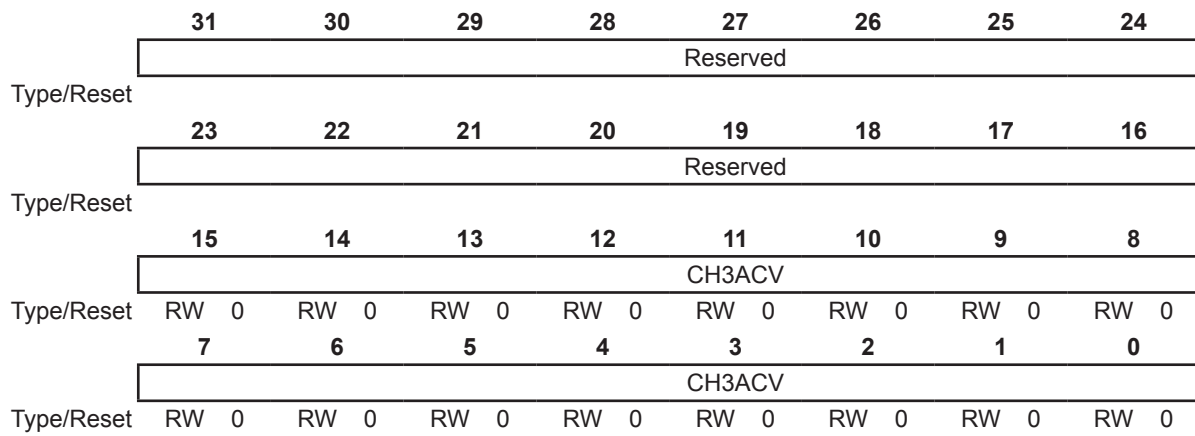 31 30 29 28 27 26 25 24
Reserved
Type/Reset
23 22 21 20 19 18 17 16
Reserved
Type/Reset
15 14 13 12 11 10 9 8
CH3ACV
Type/Reset RW 0 RW 0 RW 0 RW 0 RW 0 RW 0 RW 0 RW 0
7 6 5 4 3 2 1 0
CH3ACV
Type/Reset RW 0 RW 0 RW 0 RW 0 RW 0 RW 0 RW 0 RW 0